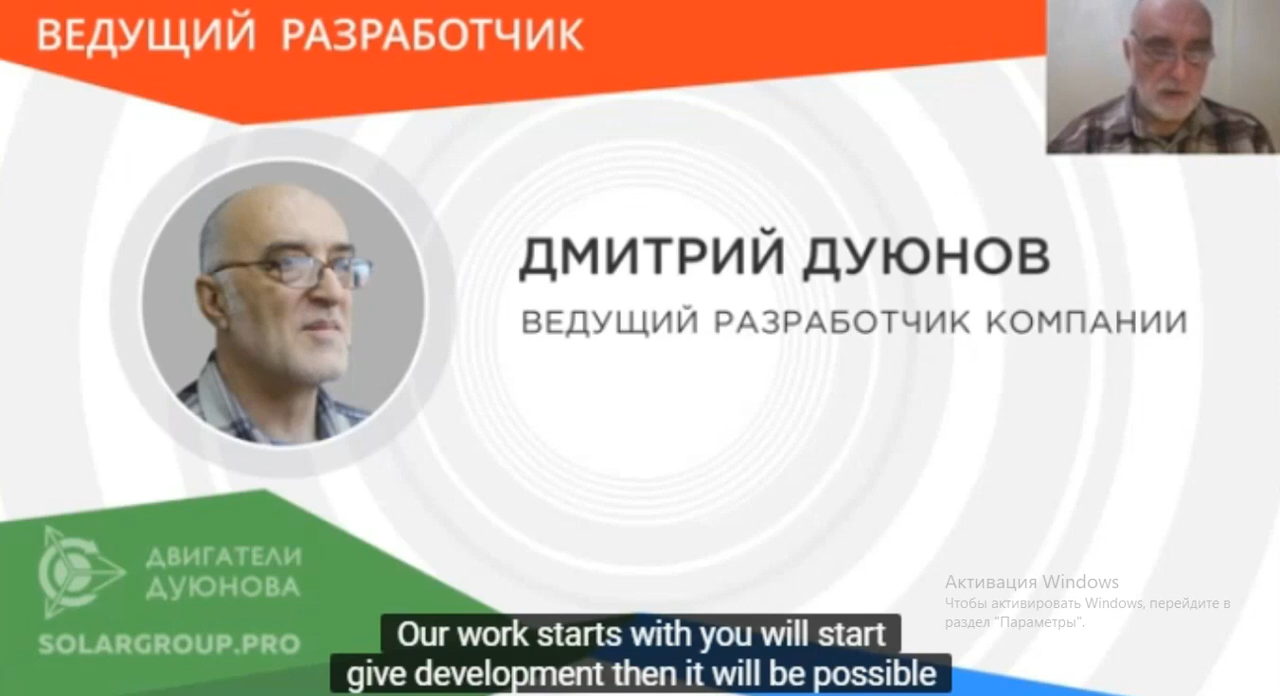 ВЕДУЩИЙ РАЗРАБОТЧИК
ДМИТРИЙ ДУЮНОВ
ВЕДУЩИЙ РАЗРАБОТЧИК КОМПАНИИ
ДВИГАТЕЛИ
ДУЮНОВА
SOLARGROUP.PRO
Активация Windows
Чтобы активировать Windows, перейдите в
раздел "Параметры".
Our work starts with you will start
give development then it will be possible